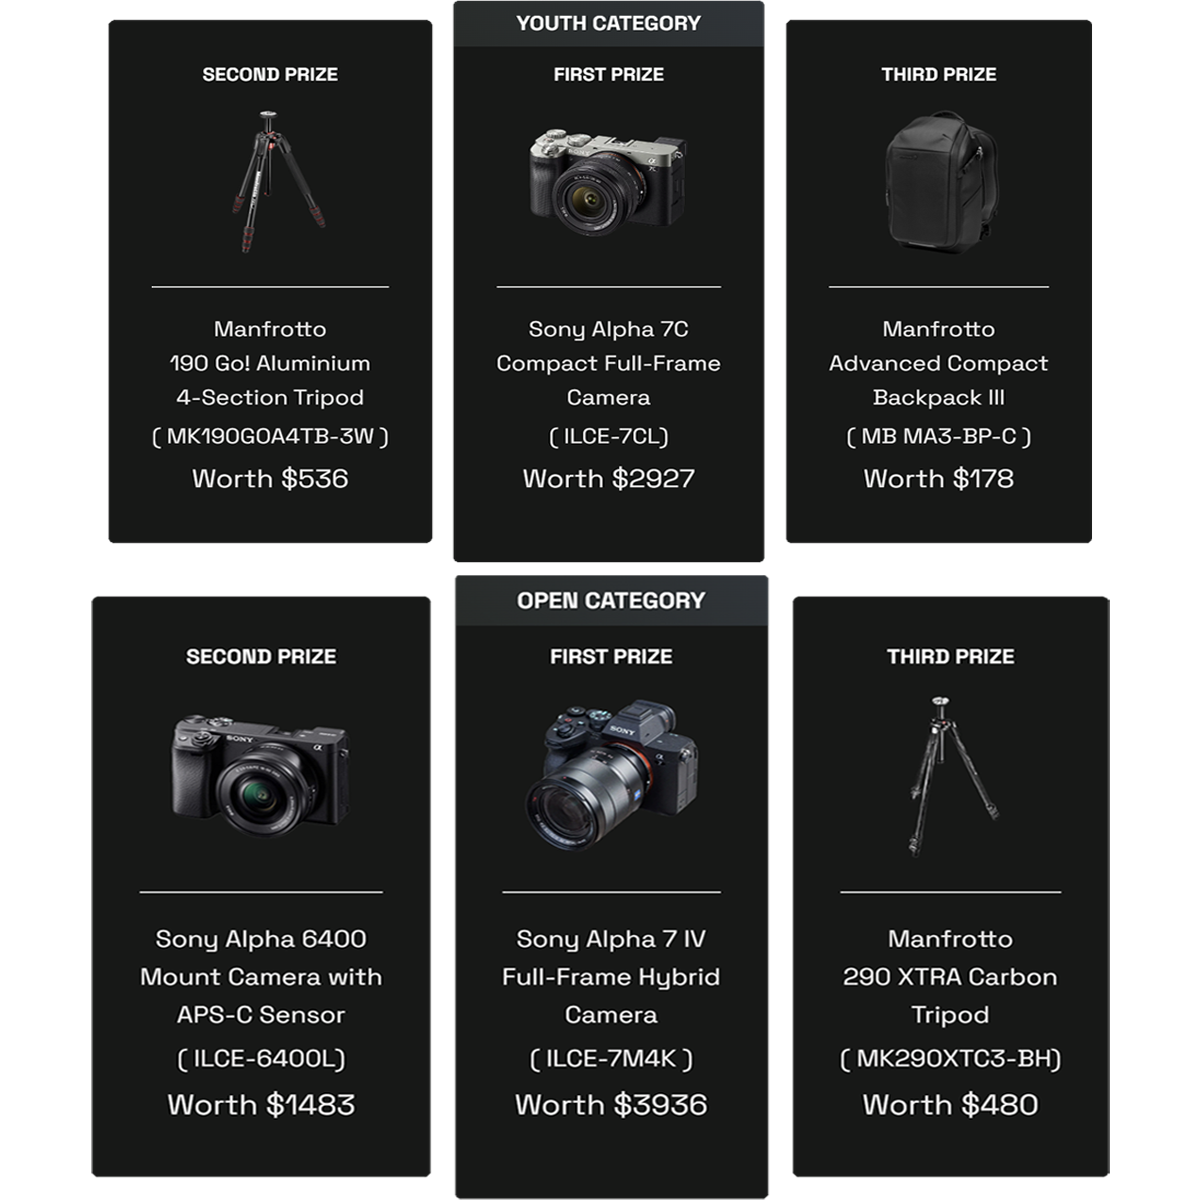 YOUTH CATEGORY
SECOND PRIZE
Manfrotto
190 Go! Aluminium
4-Section Tripod
( MK190GOA4TB-3W )
Worth $536
FIRST PRIZE
α
7C
Sony Alpha 7C
Compact Full-Frame
Camera
( ILCE-7CL)
Worth $2927
THIRD PRIZE
Manfrotto
Advanced Compact
Backpack III
( MB MA3-BP-C )
Worth $178
OPEN CATEGORY
SECOND PRIZE
SONY
α
Sony Alpha 6400
Mount Camera with
APS-C Sensor
( ILCE-6400L)
Worth $1483
FIRST PRIZE
SONY
α
Sony Alpha 7 IV
Full-Frame Hybrid
Camera
( ILCE-7M4K )
Worth $3936
THIRD PRIZE
Manfrotto
290 XTRA Carbon
Tripod
( MK290XTC3-BH)
Worth $480